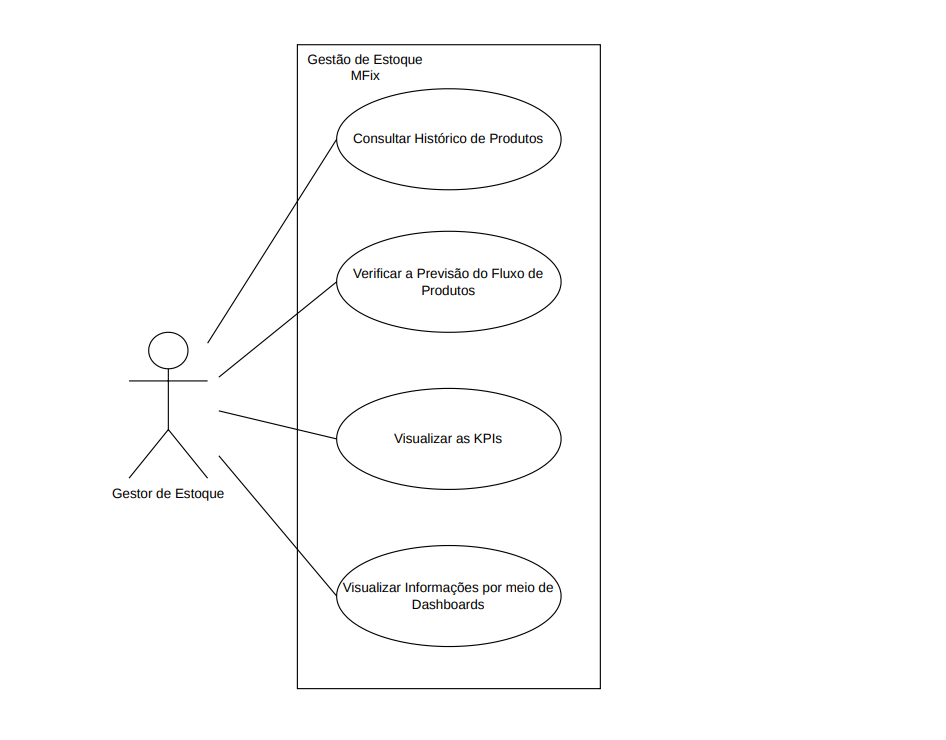 Gestão de Estoque
MFix
Consultar Histórico de Produtos
Verificar a Previsão do Fluxo de
Produtos
Visualizar as KPIs
Gestor de Estoque
Visualizar Informações por meio de
Dashboards